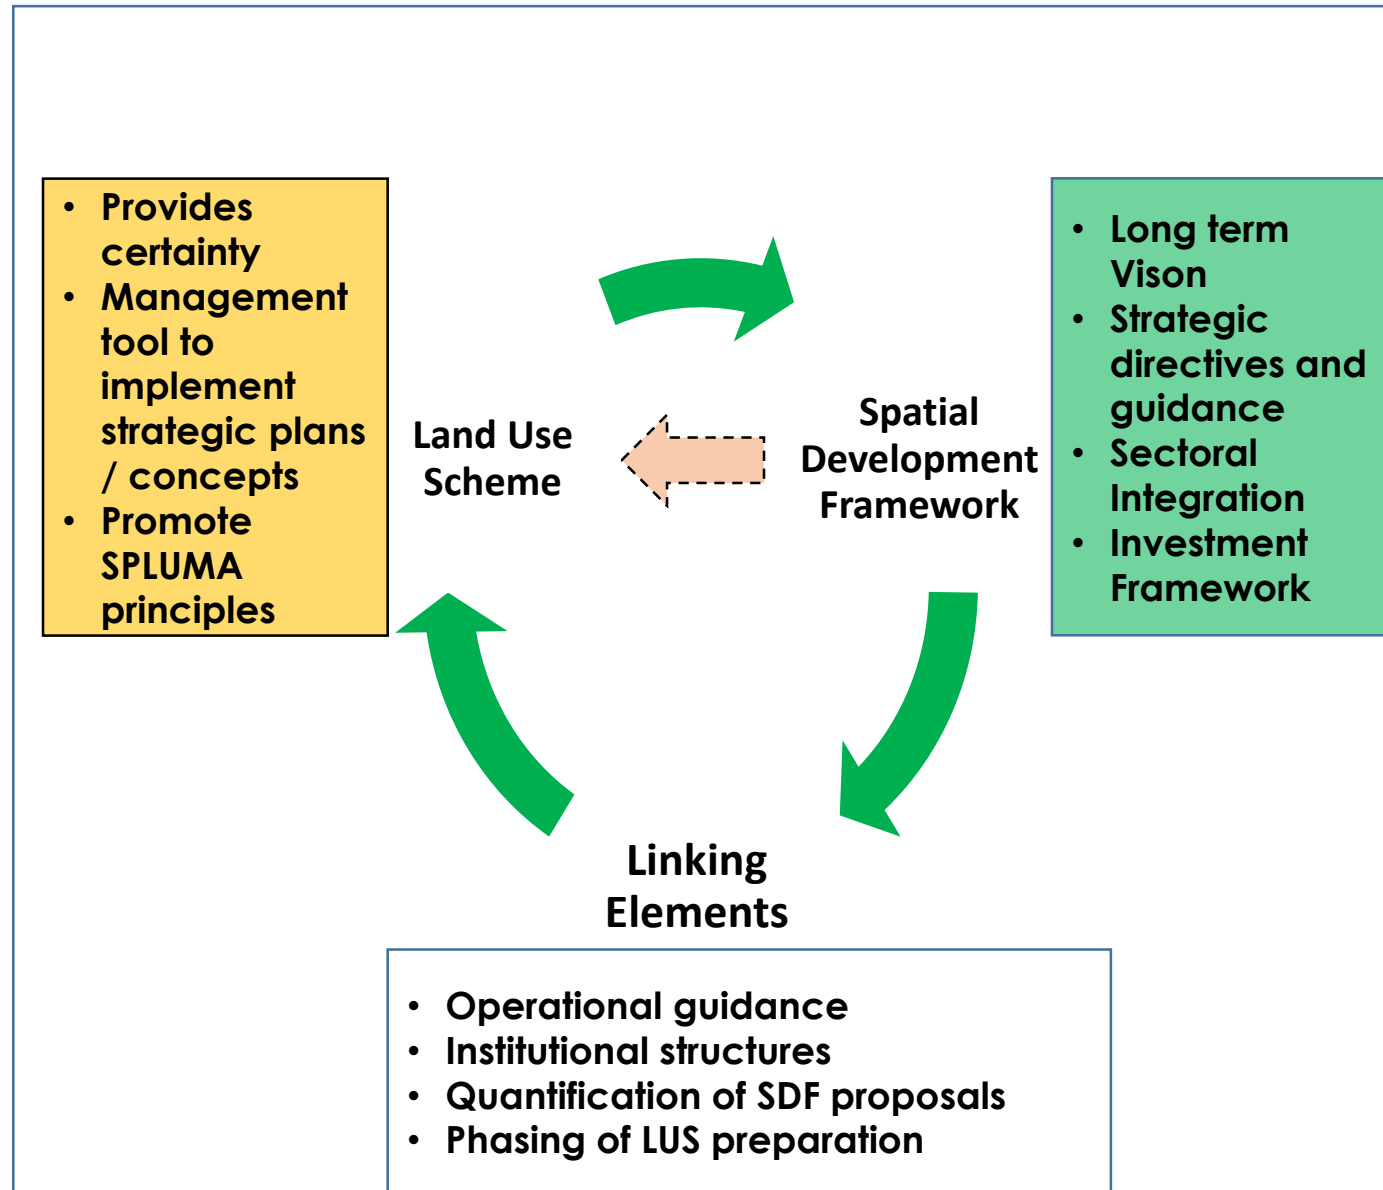 • Provides
certainty
• Management
tool to
implement
strategic plans
/ concepts
• Promote
SPLUMA
principles
Land Use
Scheme
Spatial
Development
Framework
• Long term
Vison
• Strategic
directives and
guidance
• Sectoral
Integration
• Investment
Framework
Linking
Elements
• Operational guidance
• Institutional structures
• Quantification of SDF proposals
• Phasing of LUS preparation